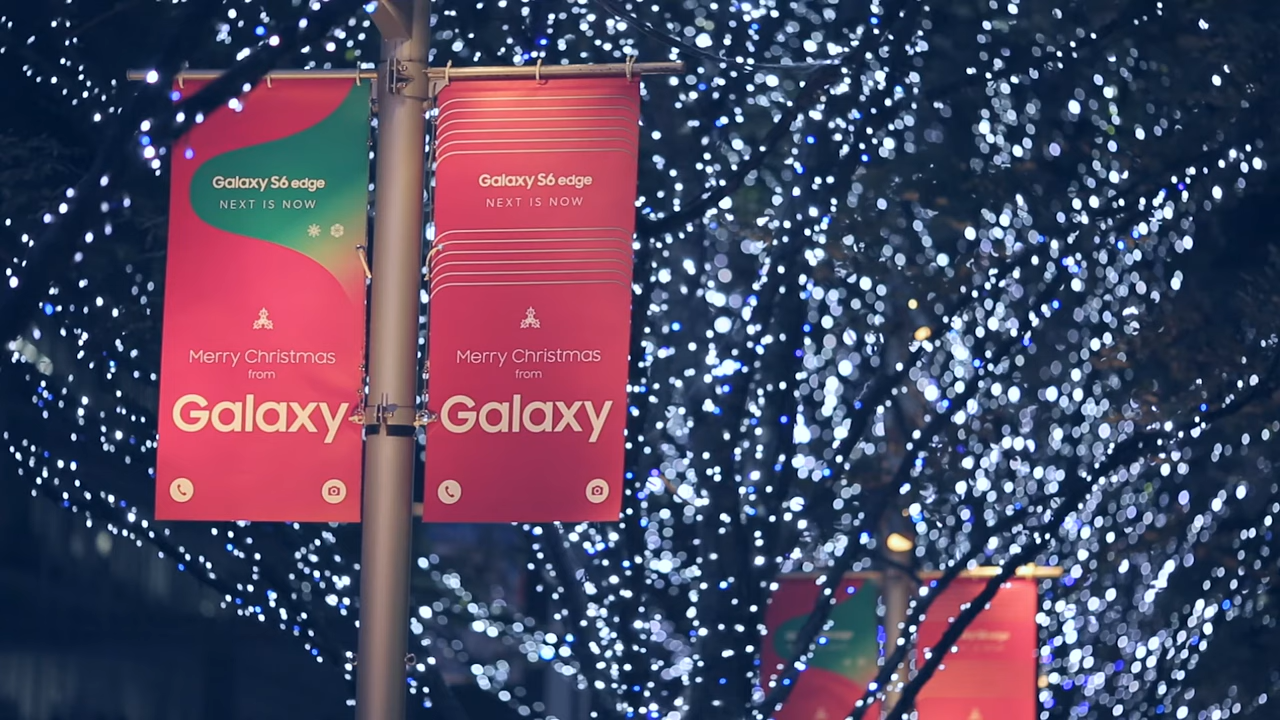 Galaxy S6 edge
NEXT IS NOW
Merry Christmas
from
Galaxy
Galaxy S6 edge
NEXT IS NOW
Merry Christmas
from
Galaxy